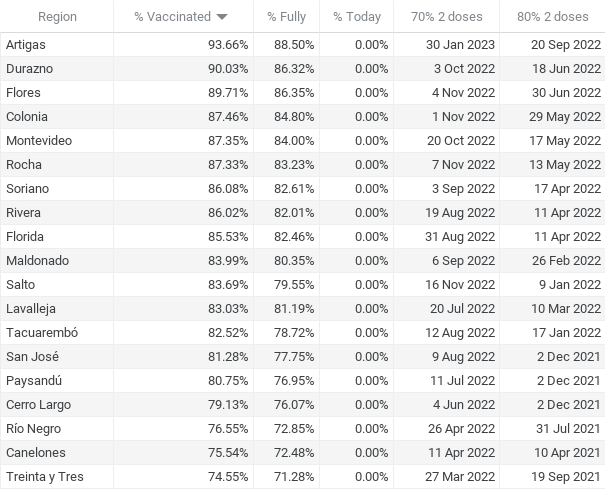 Region % Vaccinated % Fully % Today 70% 2 doses 80% 2 doses
Artigas 93.66% 88.50% 0.00% 30 Jan 2023 20 Sep 2022
Durazno 90.03% 86.32% 0.00% 3 Oct 2022 18 Jun 2022
Flores 89.71% 86.35% 0.00% 4 Nov 2022 30 Jun 2022
Colonia 87.46% 84.80% 0.00% 1 Nov 2022 29 May 2022
Montevideo 87.35% 84.00% 0.00% 20 Oct 2022 17 May 2022
Rocha 87.33% 83.23% 0.00% 7 Nov 2022 13 May 2022
Soriano 86.08% 82.61% 0.00% 3 Sep 2022 17 Apr 2022
Rivera 86.02% 82.01% 0.00% 19 Aug 2022 11 Apr 2022
Florida 85.53% 82.46% 0.00% 31 Aug 2022 11 Apr 2022
Maldonado 83.99% 80.35% 0.00% 6 Sep 2022 26 Feb 2022
Salto 83.69% 79.55% 0.00% 16 Nov 2022 9 Jan 2022
Lavalleja 83.03% 81.19% 0.00% 20 Jul 2022 10 Mar 2022
Tacuarembó 82.52% 78.72% 0.00% 12 Aug 2022 17 Jan 2022
San José 81.28% 77.75% 0.00% 9 Aug 2022 2 Dec 2021
Paysandú 80.75% 76.95% 0.00% 11 Jul 2022 2 Dec 2021
Cerro Largo 79.13% 76.07% 0.00% 4 Jun 2022 2 Dec 2021
Río Negro 76.55% 72.85% 0.00% 26 Apr 2022 31 Jul 2021
Canelones 75.54% 72.48% 0.00% 11 Apr 2022 10 Apr 2021
Treinta y Tres 74.55% 71.28% 0.00% 27 Mar 2022 19 Sep 2021